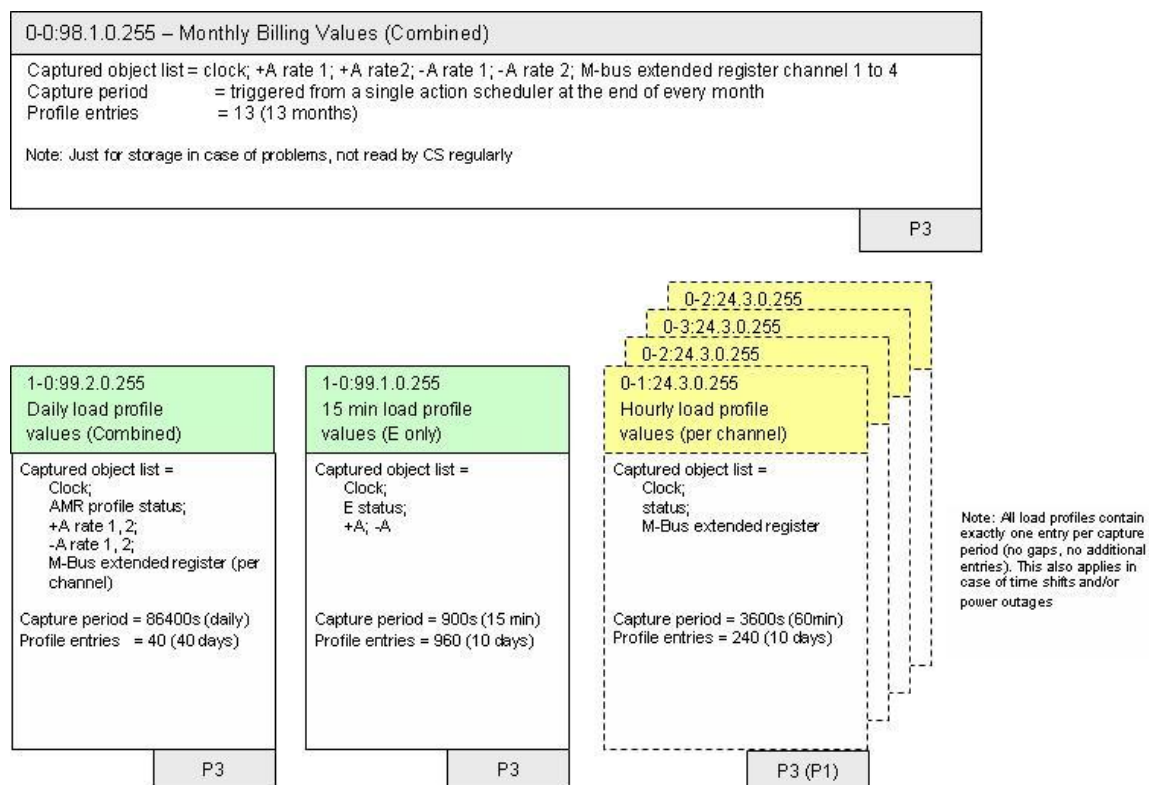 0-0:98.1.0.255 – Monthly Billing Values (Combined)
Captured object list = clock; +A rate 1; +A rate2; -A rate 1; -A rate 2; M-bus extended register channel 1 to 4
Capture period = triggered from a single action scheduler at the end of every month
Profile entries = 13 (13 months)
Note: Just for storage in case of problems, not read by CS regularly
P3
1-0:99.2.0.255
Daily load profile
values (Combined)
Captured object list =
Clock;
AMR profile status;
+A rate 1, 2;
-A rate 1, 2;
M-Bus extended register (per
channel)
Capture period = 86400s (daily)
Profile entries = 40 (40 days)
P3
1-0:99.1.0.255
15 min load profile
values (E only)
Captured object list =
Clock;
E status;
+A; -A
Capture period = 900s (15 min)
Profile entries = 960 (10 days)
P3
0-2:24.3.0.255
0-3:24.3.0.255
0-2:24.3.0.255
0-1:24.3.0.255
Hourly load profile
values (per channel)
Captured object list =
Clock;
status;
M-Bus extended register
Capture period = 3600s (60min)
Profile entries = 240 (10 days)
P3 (P1)
Note: All load profiles contain
exactly one entry per capture
period (no gaps, no additional
entries). This also applies in
case of time shifts and/or
power outages